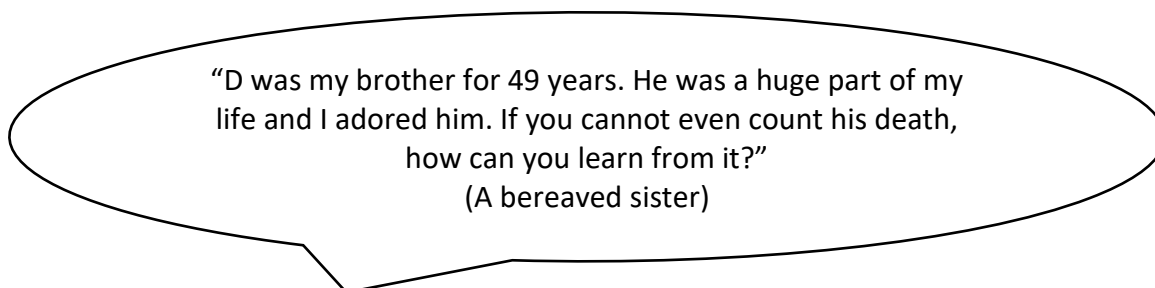 “D was my brother for 49 years. He was a huge part of my
life and I adored him. If you cannot even count his death,
how can you learn from it?”
(A bereaved sister)